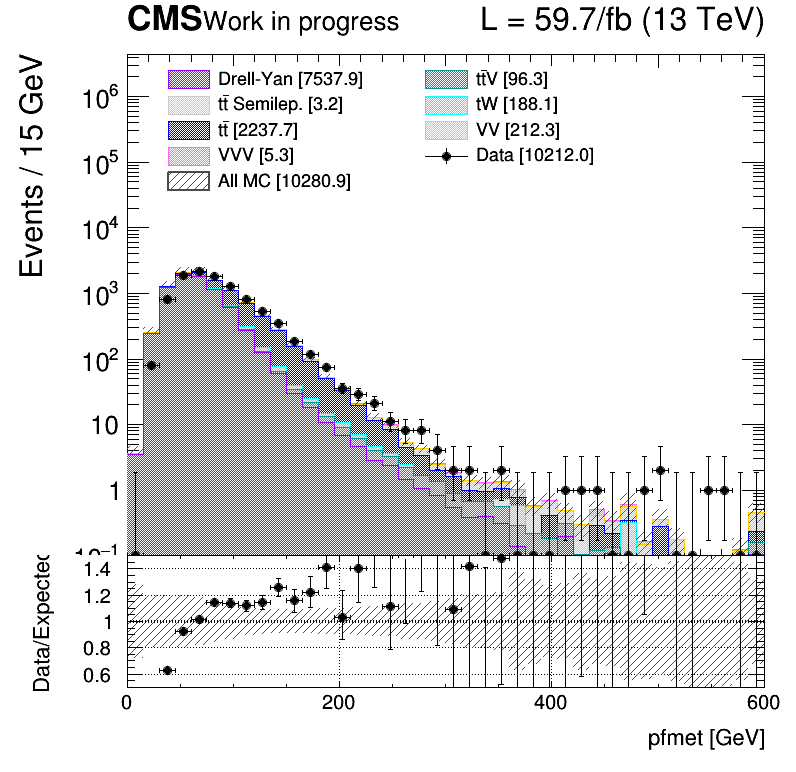 CMS Work in progress L = 59.7/fb (13 TeV)
Events / 15 GeV
Drell-Yan [7537.9]
tt̄ Semilep. [3.2]
tt̄ [2237.7]
VVV [5.3]
All MC [10280.9]
tt̄V [96.3]
tW [188.1]
VV [212.3]
Data [10212.0]
10⁶
10⁵
10⁴
10³
10²
10
1
10⁻¹
Data/Expected
1.4
1.2
1
0.8
0.6
0 200 400 600
pfmet [GeV]